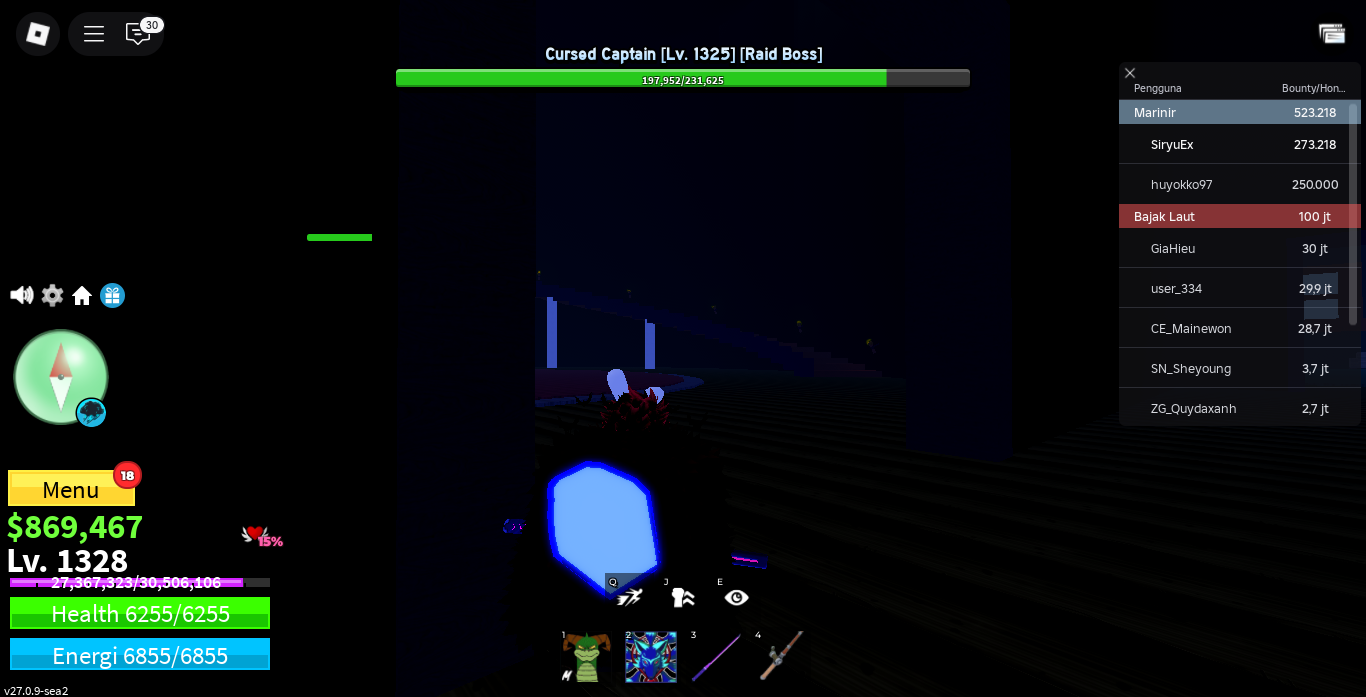 30
Cursed Captain [Lv. 1325] [Raid Boss]
197,952/231,625
Pengguna Bounty/Hon...
Marinir 523.218
SiryuEx 273.218
huyokko97 250.000
Bajak Laut 100 jt
GiaHieu 30 jt
user_334 29,9 jt
CE_Mainewon 28,7 jt
SN_Sheyoung 3,7 jt
ZG_Quydaxanh 2,7 jt
Menu 18
$869,467
15%
Lv. 1328
27,367,323/30,506,106
Health 6255/6255
Energi 6855/6855
Q J E
1 2 3 4
M
v27.0.9-sea2